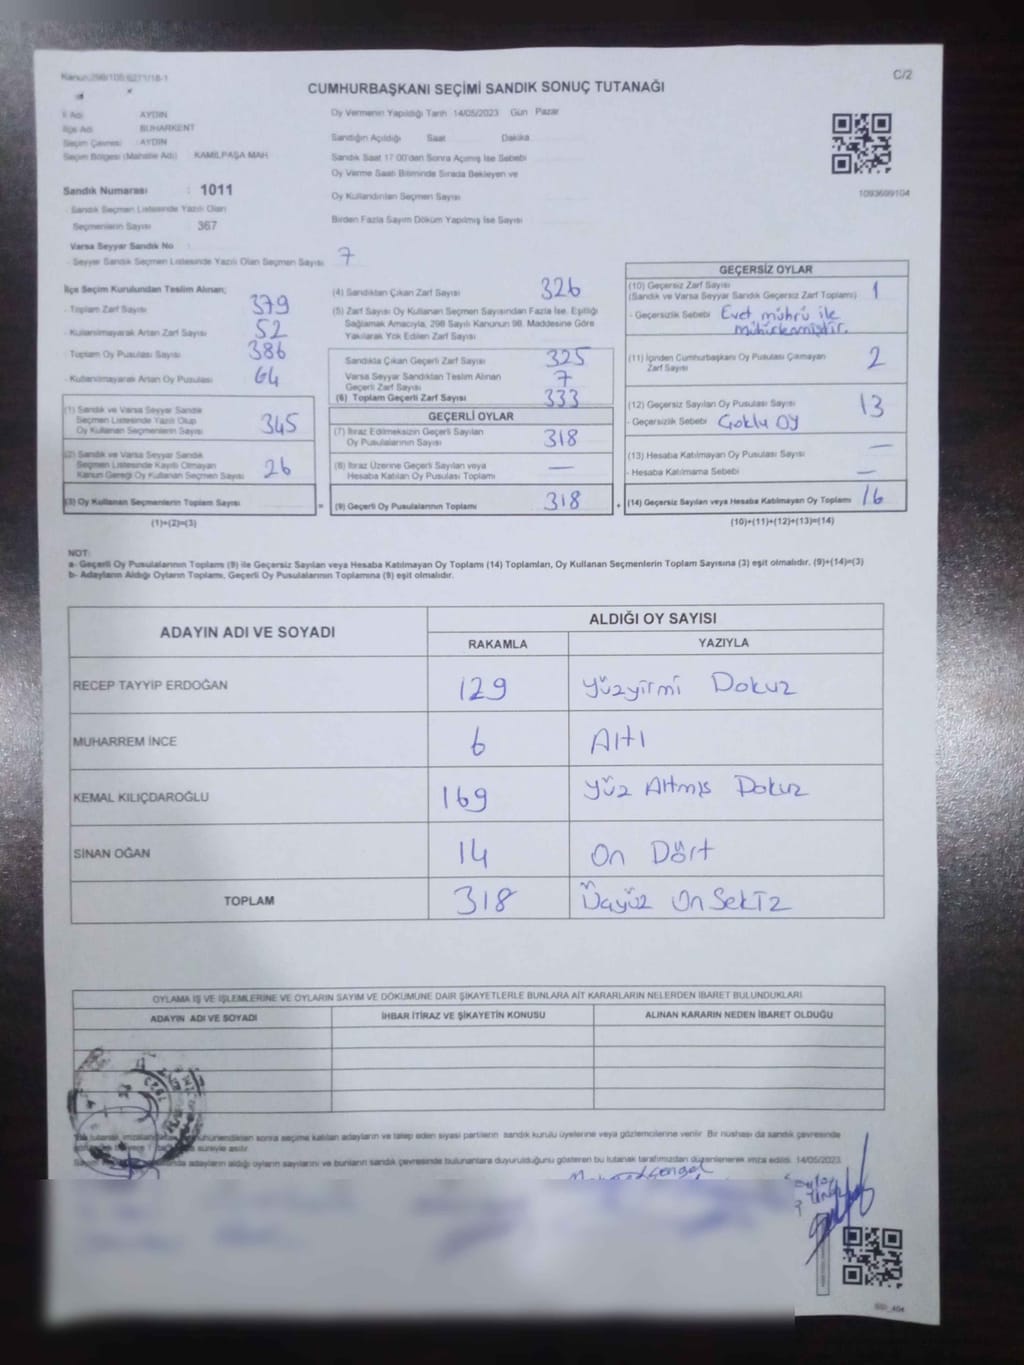 Kanun:298/105;6271/18-1
C/2
CUMHURBAŞKANI SEÇİMİ SANDIK SONUÇ TUTANAĞI
İl Adı : AYDIN
İlçe Adı : BUHARKENT
Seçim Çevresi : AYDIN
Seçim Bölgesi (Mahalle Adı) : KAMİLPAŞA MAH
Sandık Numarası : 1011
- Sandık Seçmen Listesinde Yazılı Olan
Seçmenlerin Sayısı : 367
Varsa Seyyar Sandık No :
- Seyyar Sandık Seçmen Listesinde Yazılı Olan Seçmen Sayısı : 7
Oy Vermenin Yapıldığı Tarih 14/05/2023 Gün Pazar
Sandığın Açıldığı Saat Dakika
Sandık Saat 17:00'den Sonra Açılmış İse Sebebi
Oy Verme Saati Bitiminde Sırada Bekleyen ve
Oy Kullandırılan Seçmen Sayısı
Birden Fazla Sayım Döküm Yapılmış İse Sayısı
1093699104
İlçe Seçim Kurulundan Teslim Alınan;
- Toplam Zarf Sayısı 379
- Kullanılmayarak Artan Zarf Sayısı 52
- Toplam Oy Pusulası Sayısı 386
- Kullanılmayarak Artan Oy Pusulası 64
(1) Sandık ve Varsa Seyyar Sandık
Seçmen Listesinde Yazılı Olup
Oy Kullanan Seçmenlerin Sayısı 345
(2) Sandık ve Varsa Seyyar Sandık
Seçmen Listesinde Kayıtlı Olmayan
Kanun Gereği Oy Kullanan Seçmen Sayısı 26
(3) Oy Kullanan Seçmenlerin Toplam Sayısı =
(1)+(2)=(3)
(4) Sandıktan Çıkan Zarf Sayısı 326
(5) Zarf Sayısı Oy Kullanan Seçmen Sayısından Fazla İse, Eşitliği
Sağlamak Amacıyla, 298 Sayılı Kanunun 98. Maddesine Göre
Yakılarak Yok Edilen Zarf Sayısı
Sandıkta Çıkan Geçerli Zarf Sayısı 325
Varsa Seyyar Sandıktan Teslim Alınan
Geçerli Zarf Sayısı 7
(6) Toplam Geçerli Zarf Sayısı 333
GEÇERLİ OYLAR
(7) İtiraz Edilmeksizin Geçerli Sayılan
Oy Pusulalarının Sayısı 318
(8) İtiraz Üzerine Geçerli Sayılan veya
Hesaba Katılan Oy Pusulası Toplamı —
(9) Geçerli Oy Pusulalarının Toplamı 318 +
GEÇERSİZ OYLAR
(10) Geçersiz Zarf Sayısı
(Sandık ve Varsa Seyyar Sandık Geçersiz Zarf Toplamı) 1
- Geçersizlik Sebebi Evet mührü ile
mühürlenmiştir.
(11) İçinden Cumhurbaşkanı Oy Pusulası Çıkmayan
Zarf Sayısı 2
(12) Geçersiz Sayılan Oy Pusulası Sayısı 13
- Geçersizlik Sebebi Çoklu OY
(13) Hesaba Katılmayan Oy Pusulası Sayısı —
- Hesaba Katılmama Sebebi —
(14) Geçersiz Sayılan veya Hesaba Katılmayan Oy Toplamı 16
(10)+(11)+(12)+(13)=(14)
NOT:
a- Geçerli Oy Pusulalarının Toplamı (9) ile Geçersiz Sayılan veya Hesaba Katılmayan Oy Toplamı (14) Toplamları, Oy Kullanan Seçmenlerin Toplam Sayısına (3) eşit olmalıdır. (9)+(14)=(3)
b- Adayların Aldığı Oyların Toplamı, Geçerli Oy Pusulalarının Toplamına (9) eşit olmalıdır.
ADAYIN ADI VE SOYADI
ALDIĞI OY SAYISI
RAKAMLA YAZIYLA
RECEP TAYYİP ERDOĞAN 129 yüzyirmi Dokuz
MUHARREM İNCE 6 Altı
KEMAL KILIÇDAROĞLU 169 yüz Altmış Dokuz
SİNAN OĞAN 14 On Dört
TOPLAM 318 Üçyüz On Sekiz
OYLAMA İŞ VE İŞLEMLERİNE VE OYLARIN SAYIM VE DÖKÜMÜNE DAİR ŞİKAYETLERLE BUNLARA AİT KARARLARIN NELERDEN İBARET BULUNDUKLARI
ADAYIN ADI VE SOYADI İHBAR İTİRAZ VE ŞİKAYETİN KONUSU ALINAN KARARIN NEDEN İBARET OLDUĞU
sonra seçime katılan adayların ve talep eden siyasi partilerin sandık kurulu üyelerine veya gözlemcilerine verilir. Bir nüshası da sandık çevresinde
süreyle asılır.
adayların aldığı oyların sayılarını ve bunların sandık çevresinde bulunanlara duyurulduğunu gösteren bu tutanak tarafımızdan düzenlenerek imza edildi. 14/05/2023